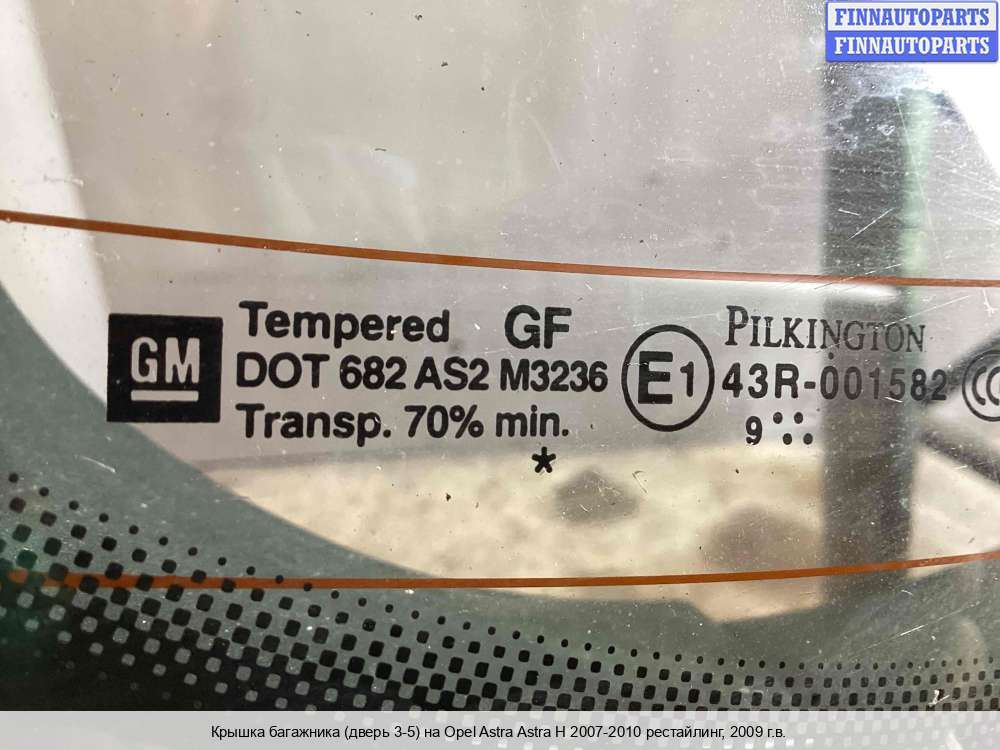 FINNAUTOPARTS
FINNAUTOPARTS
GM
Tempered GF
DOT 682 AS2 M3236
Transp. 70% min.
*
E1
PILKINGTON
43R-001582
9
Крышка багажника (дверь 3-5) на Opel Astra Astra H 2007-2010 рестайлинг, 2009 г.в.